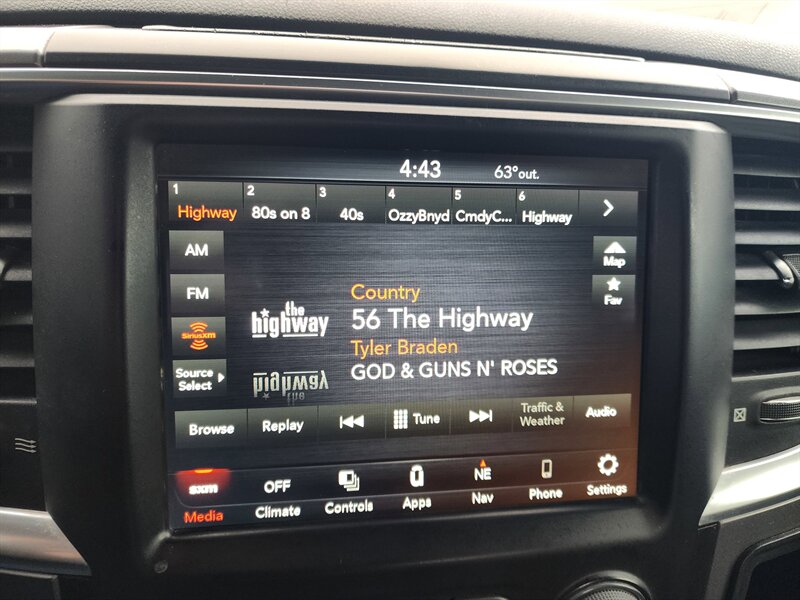 4:43 63°out.
1 2 3 4 5 6
Highway 80s on 8 40s OzzyBnyd CmdyC... Highway
AM
FM
SiriusXM
Source
Select
the
highway
Country
56 The Highway
Tyler Braden
GOD & GUNS N' ROSES
Map
Fav
Browse Replay Tune Traffic &
Weather Audio
sxm OFF NE
Media Climate Controls Apps Nav Phone Settings